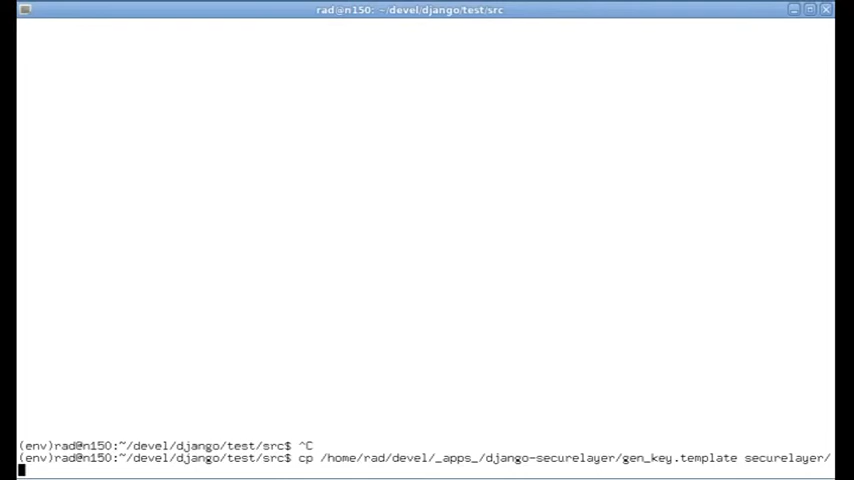 rad@n150: ~/devel/django/test/src
(env)rad@n150:~/devel/django/test/src$ ^C
(env)rad@n150:~/devel/django/test/src$ cp /home/rad/devel/_apps_/django-securelayer/gen_key.template securelayer/